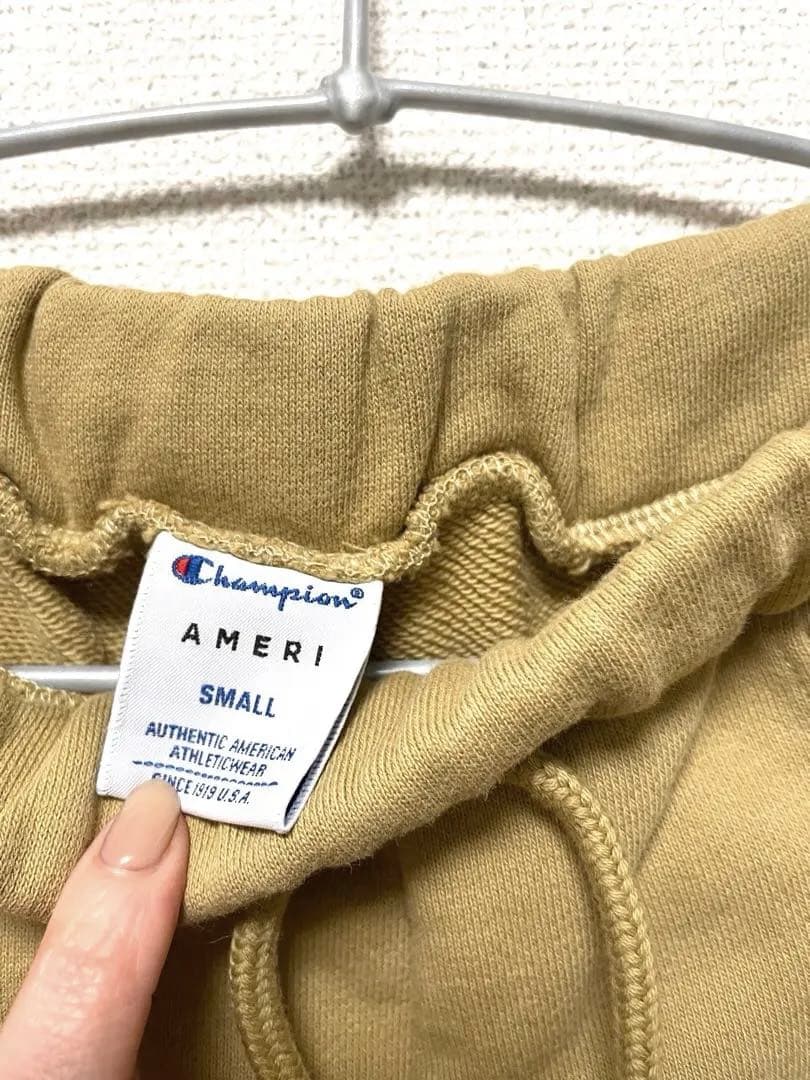 Champion®
AMERI
SMALL
AUTHENTIC AMERICAN
ATHLETICWEAR
SINCE 1919 U.S.A.